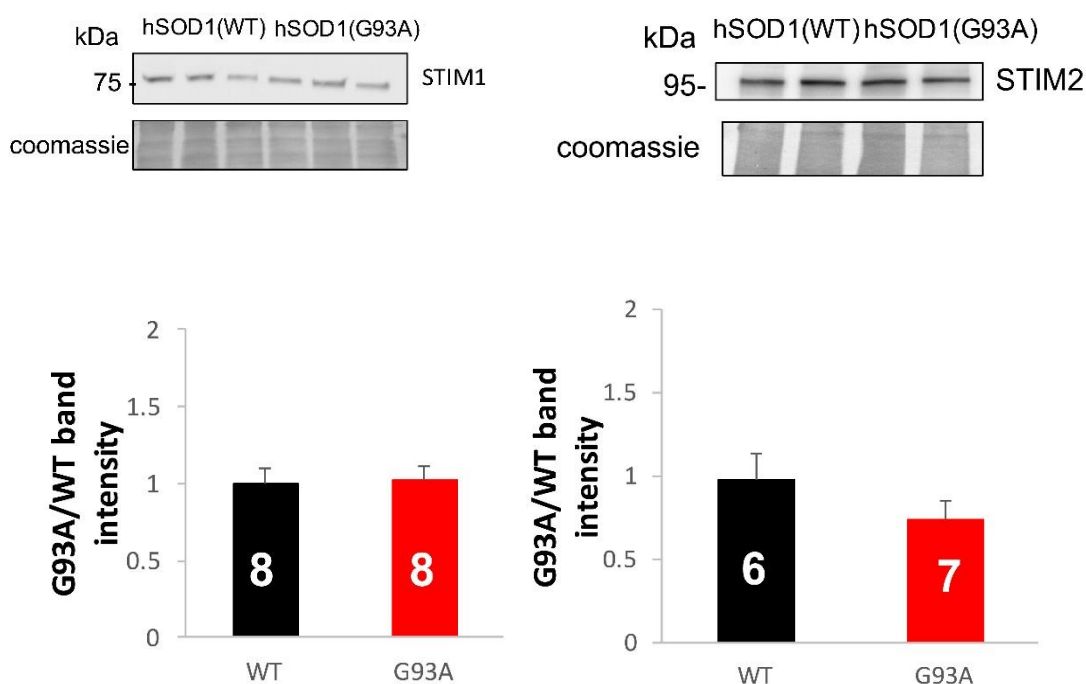 kDa hSOD1(WT) hSOD1(G93A)
75 STIM1
coomassie
kDa hSOD1(WT) hSOD1(G93A)
95- STIM2
coomassie
G93A/WT band
intensity
2
1.5
1
0.5
0
8
8
WT G93A
G93A/WT band
intensity
2
1.5
1
0.5
0
6
7
WT G93A